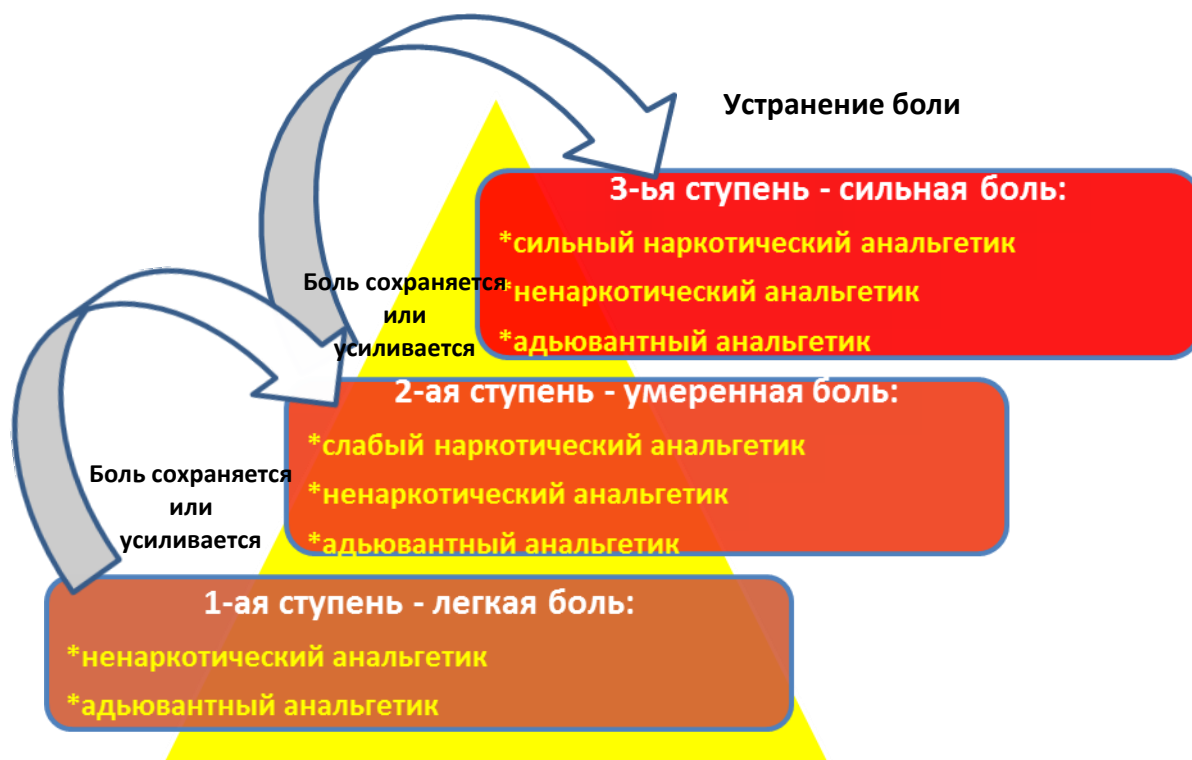 Устранение боли
3-ья ступень - сильная боль:
*сильный наркотический анальгетик
*ненаркотический анальгетик
*адьювантный анальгетик
Боль сохраняется
или
усиливается
2-ая ступень - умеренная боль:
*слабый наркотический анальгетик
*ненаркотический анальгетик
*адьювантный анальгетик
Боль сохраняется
или
усиливается
1-ая ступень - легкая боль:
*ненаркотический анальгетик
*адьювантный анальгетик